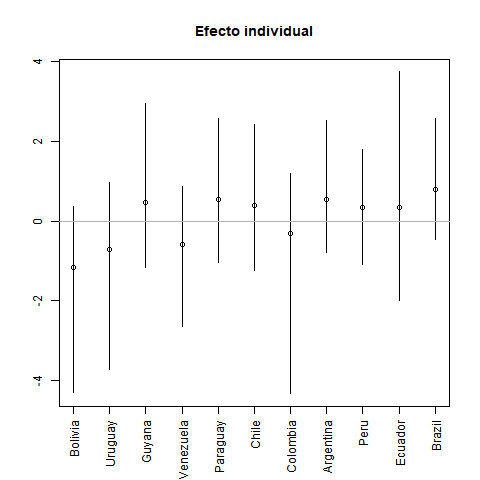 Efecto individual
4
2
0
-2
-4
Bolivia
Uruguay
Guyana
Venezuela
Paraguay
Chile
Colombia
Argentina
Peru
Ecuador
Brazil